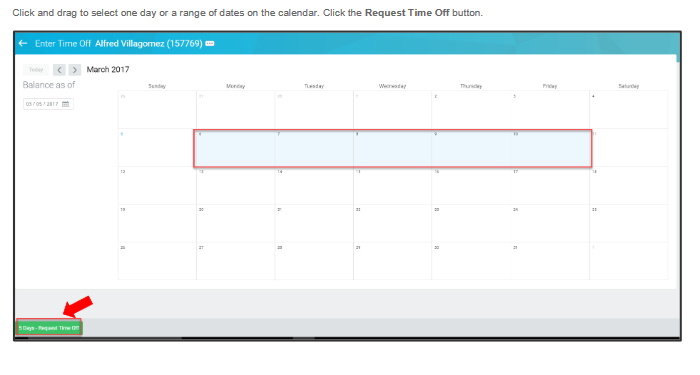 Click and drag to select one day or a range of dates on the calendar. Click the Request Time Off button.
← Enter Time Off Alfred Villagomez (157769)
Today < > March 2017
Balance as of
Sunday Monday Tuesday Wednesday Thursday Friday Saturday
03 / 05 / 2017
1 2 3 4
5 6 7 8 9 10 11
12 13 14 15 16 17 18
19 20 21 22 23 24 25
26 27 28 29 30 31 1
5 Days - Request Time Off